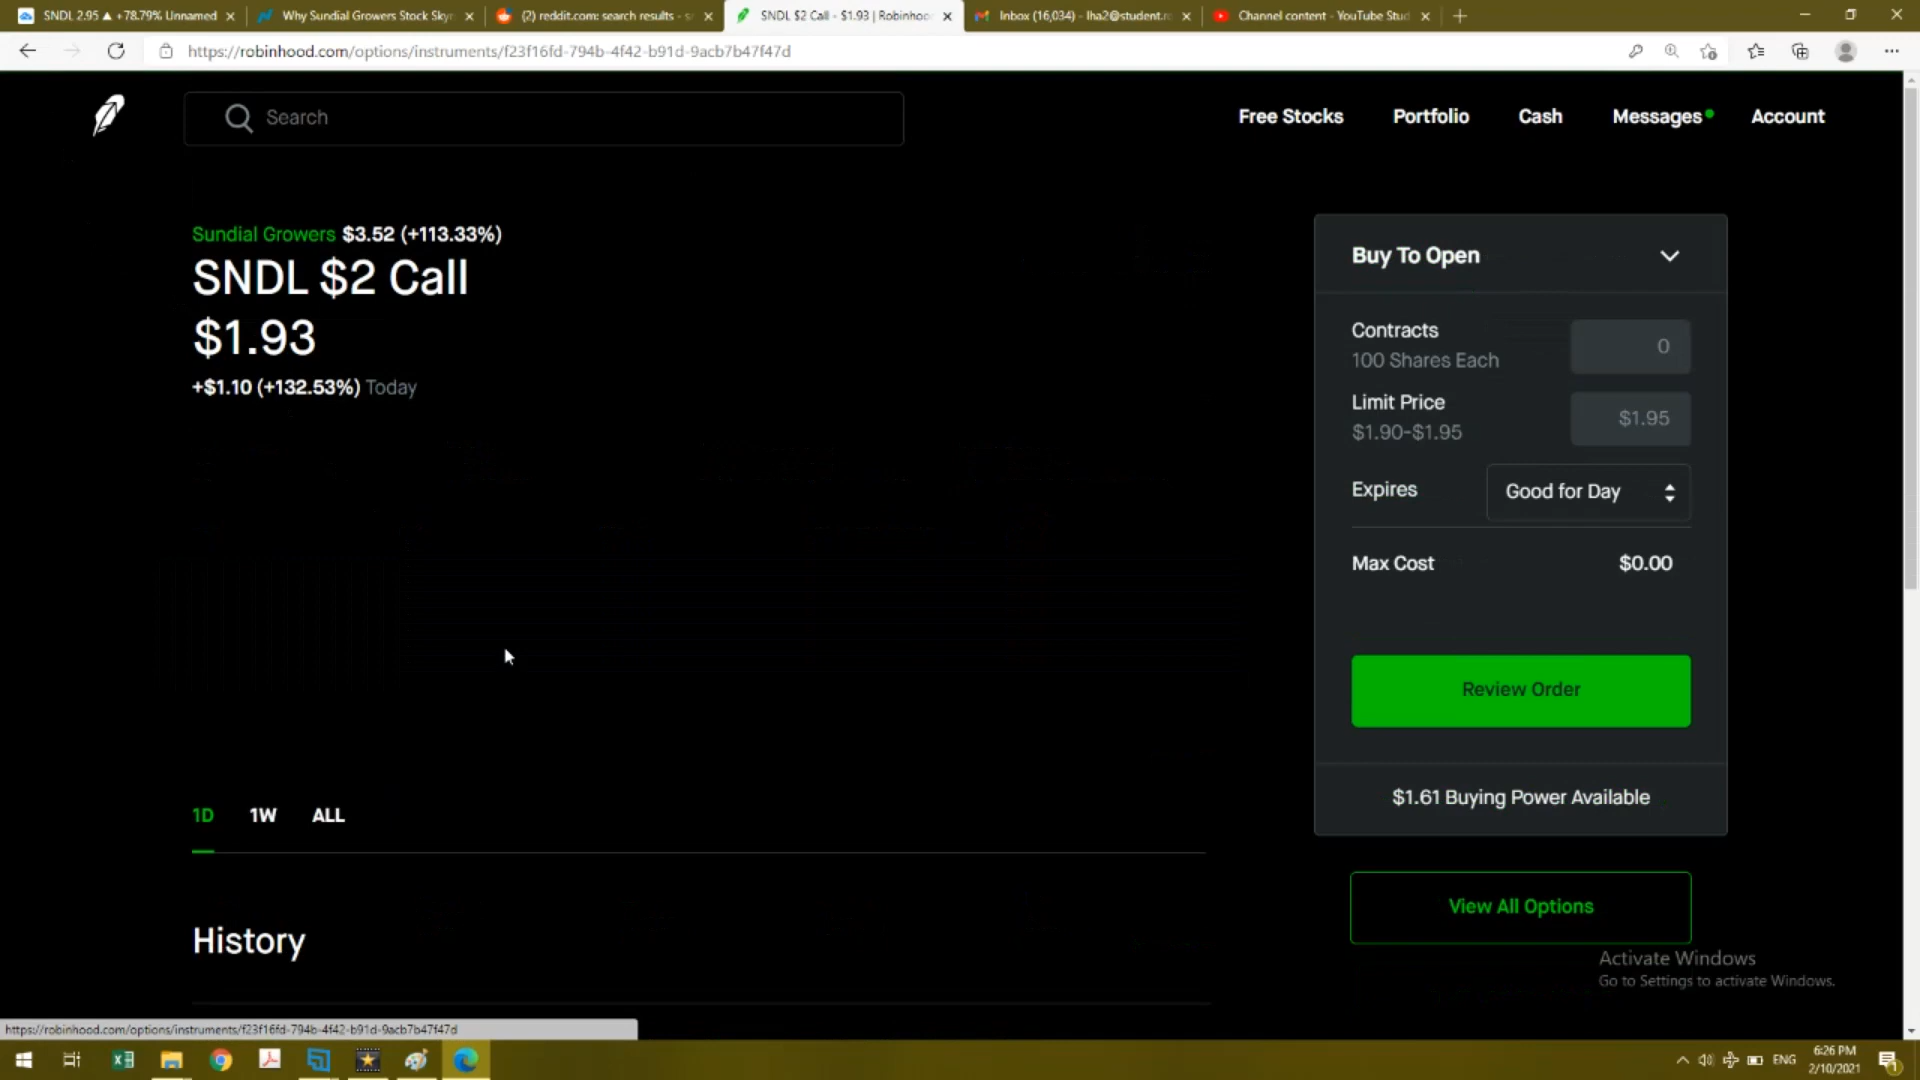 SNDL 2.95 ▲ +78.79% Unnamed
Why Sundial Growers Stock Sky
(2) reddit.com: search results - s
SNDL $2 Call - $1.93 | Robinhoo
Inbox (16,034) - lha2@student.
Channel content - YouTube Stud
https://robinhood.com/options/instruments/f23f16fd-794b-4f42-b91d-9acb7b47f47d
Search
Free Stocks
Portfolio
Cash
Messages
Account
Sundial Growers $3.52 (+113.33%)
SNDL $2 Call
$1.93
+$1.10 (+132.53%) Today
1D
1W
ALL
History
Buy To Open
Contracts
100 Shares Each
0
Limit Price
$1.90-$1.95
$1.95
Expires
Good for Day
Max Cost
$0.00
Review Order
$1.61 Buying Power Available
View All Options
Activate Windows
Go to Settings to activate Windows.
https://robinhood.com/options/instruments/f23f16fd-794b-4f42-b91d-9acb7b47f47d
ENG
6:26 PM
2/10/2021
1